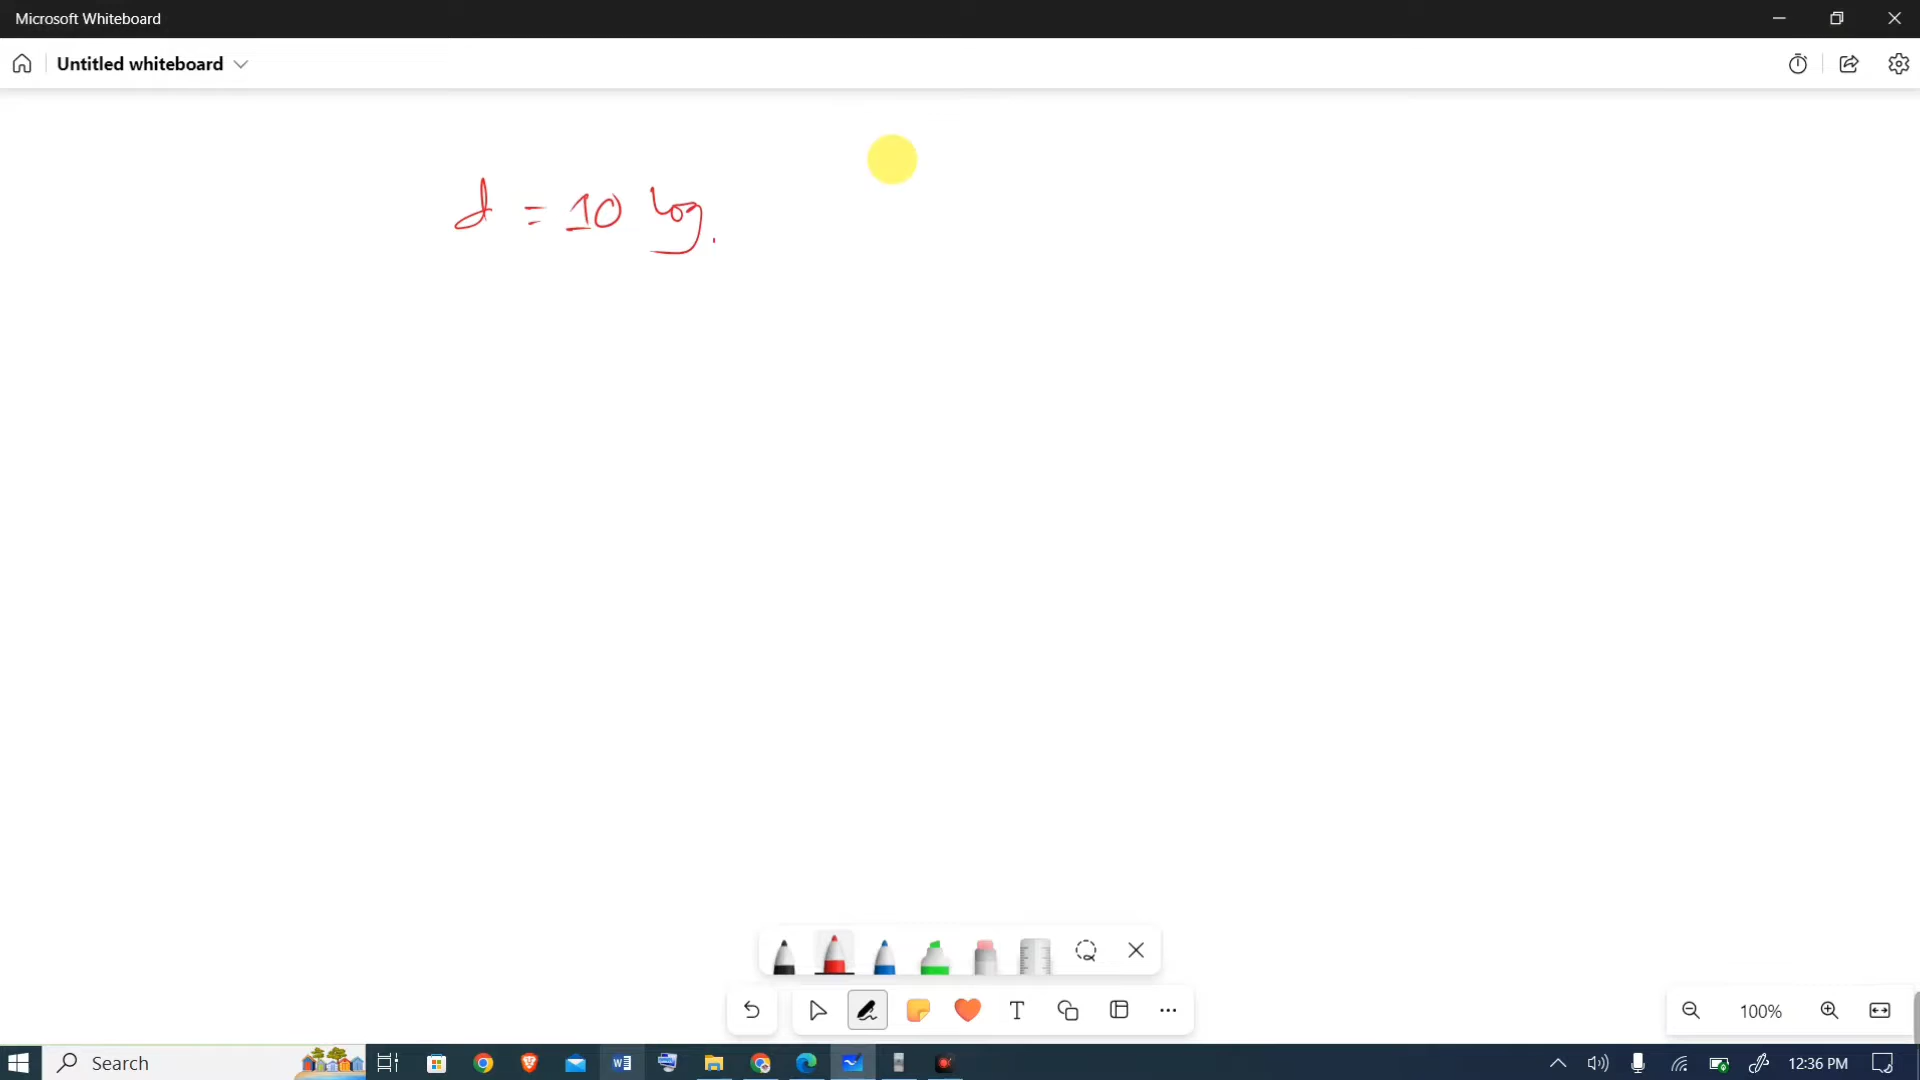 Microsoft Whiteboard
Untitled whiteboard
d = 10 log.
T
100%
Search
12:36 PM